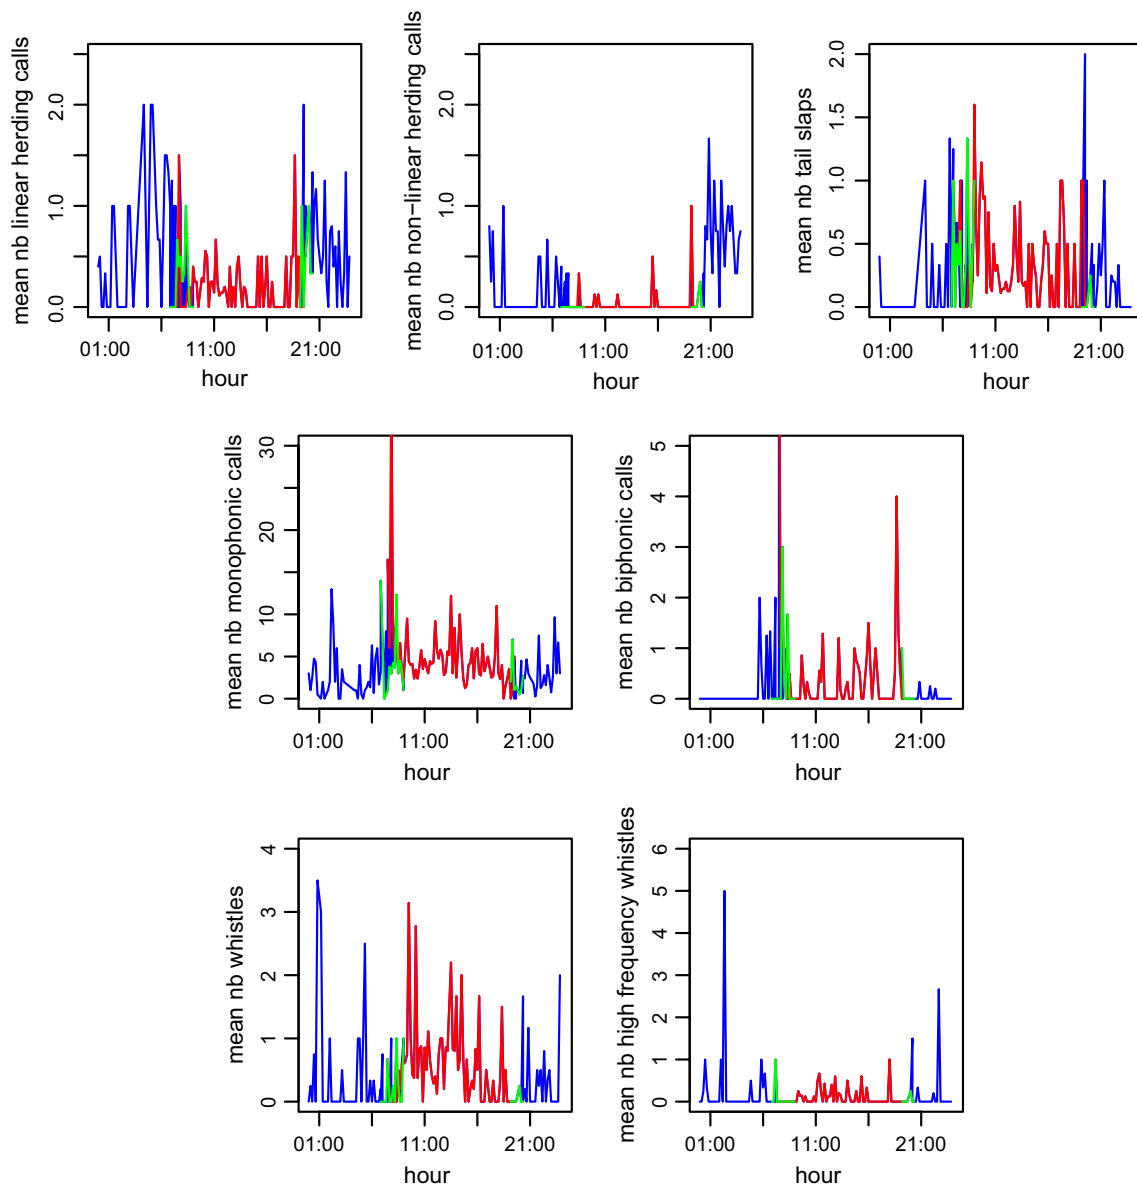 mean nb linear herding calls
0.0 1.0 2.0
01:00 11:00 21:00
hour
mean nb non−linear herding calls
0.0 1.0 2.0
01:00 11:00 21:00
hour
mean nb tail slaps
0.0 0.5 1.0 1.5 2.0
01:00 11:00 21:00
hour
mean nb monophonic calls
0 5 10 20 30
01:00 11:00 21:00
hour
mean nb biphonic calls
0 1 2 3 4 5
01:00 11:00 21:00
hour
mean nb whistles
0 1 2 3 4
01:00 11:00 21:00
hour
mean nb high frequency whistles
0 1 2 3 4 5 6
01:00 11:00 21:00
hour